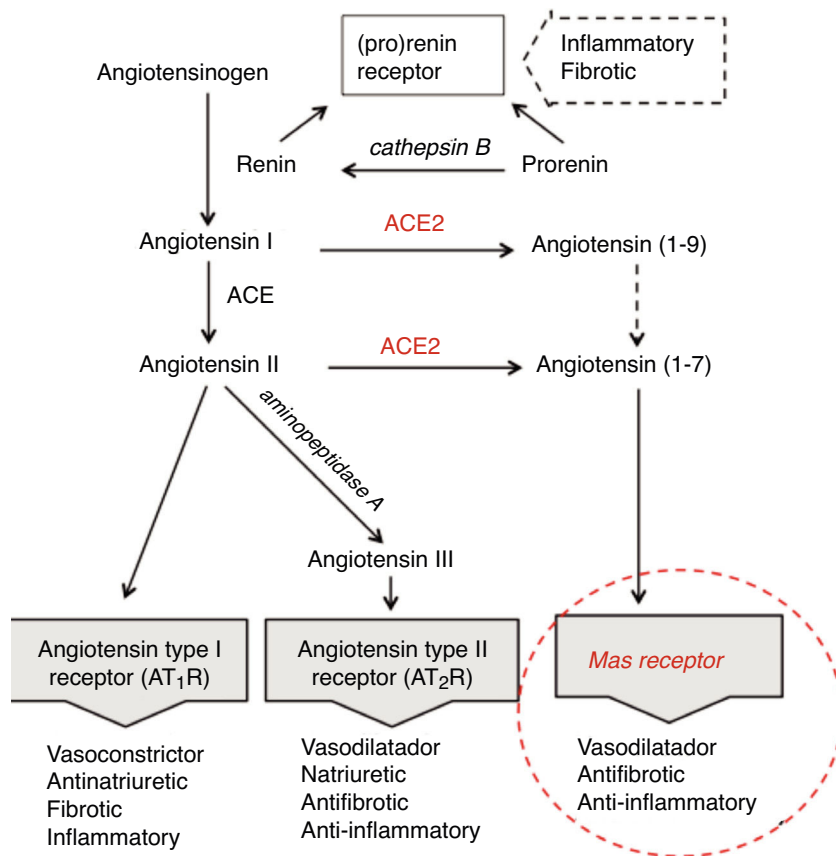 (pro)renin
receptor
Inflammatory
Fibrotic
Angiotensinogen
cathepsin B
Renin
Prorenin
ACE2
Angiotensin I
Angiotensin (1-9)
ACE
ACE2
Angiotensin II
Angiotensin (1-7)
aminopeptidase A
Angiotensin III
Angiotensin type I
receptor (AT₁R)
Angiotensin type II
receptor (AT₂R)
Mas receptor
Vasoconstrictor
Antinatriuretic
Fibrotic
Inflammatory
Vasodilatador
Natriuretic
Antifibrotic
Anti-inflammatory
Vasodilatador
Antifibrotic
Anti-inflammatory